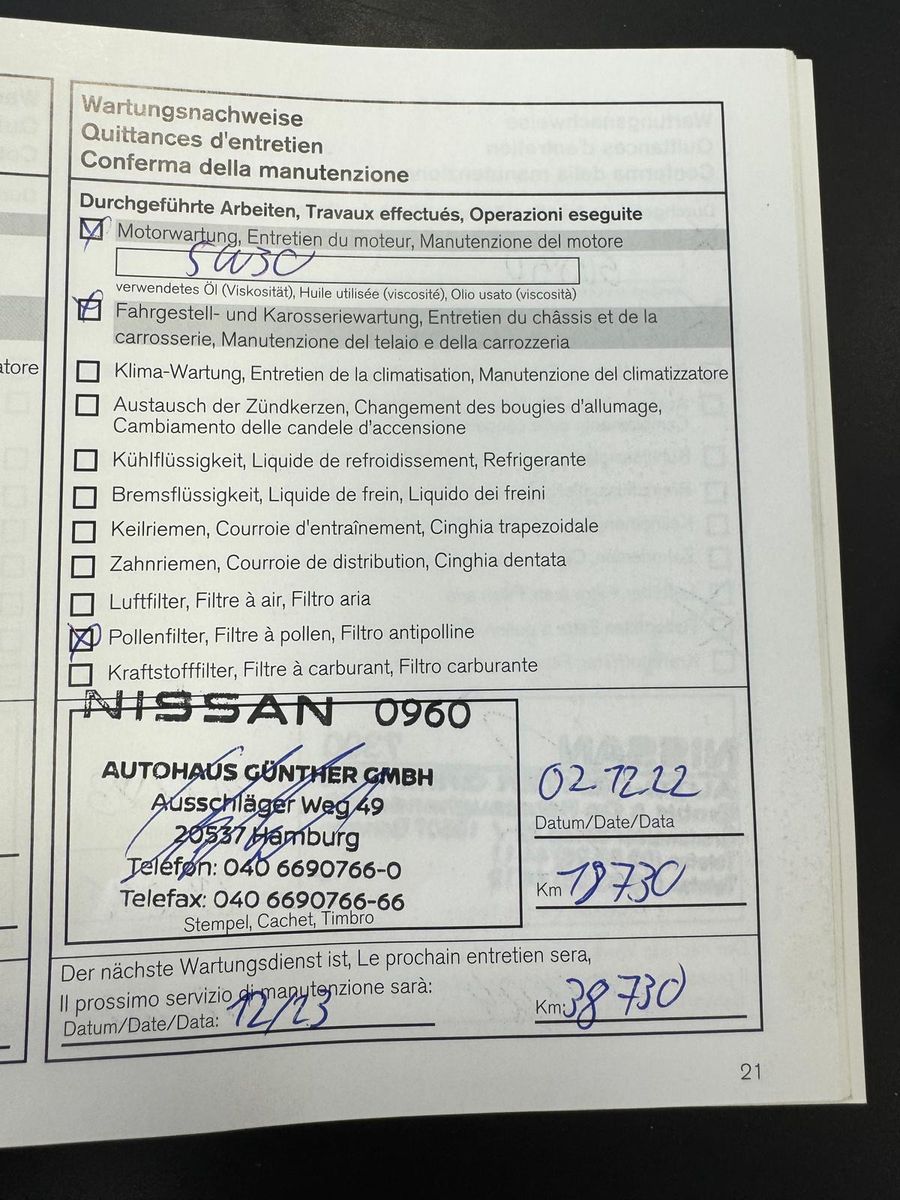 Wartungsnachweise
Quittances d'entretien
Conferma della manutenzione
Durchgeführte Arbeiten, Travaux effectués, Operazioni eseguite
Motorwartung, Entretien du moteur, Manutenzione del motore
5W30
verwendetes Öl (Viskosität), Huile utilisée (viscosité), Olio usato (viscosità)
Fahrgestell- und Karosseriewartung, Entretien du châssis et de la
carrosserie, Manutenzione del telaio e della carrozzeria
atore
Klima-Wartung, Entretien de la climatisation, Manutenzione del climatizzatore
Austausch der Zündkerzen, Changement des bougies d'allumage,
Cambiamento delle candele d'accensione
Kühlflüssigkeit, Liquide de refroidissement, Refrigerante
Bremsflüssigkeit, Liquide de frein, Liquido dei freini
Keilriemen, Courroie d'entraînement, Cinghia trapezoidale
Zahnriemen, Courroie de distribution, Cinghia dentata
Luftfilter, Filtre à air, Filtro aria
Pollenfilter, Filtre à pollen, Filtro antipolline
Kraftstofffilter, Filtre à carburant, Filtro carburante
NISSAN 0960
AUTOHAUS GÜNTHER GMBH
Ausschläger Weg 49
20537 Hamburg
Telefon: 040 6690766-0
Telefax: 040 6690766-66
Stempel, Cachet, Timbro
02.12.22
Datum/Date/Data
Km 18730
Der nächste Wartungsdienst ist, Le prochain entretien sera,
Il prossimo servizio di manutenzione sarà:
Datum/Date/Data: 12/23
Km: 38 730
21